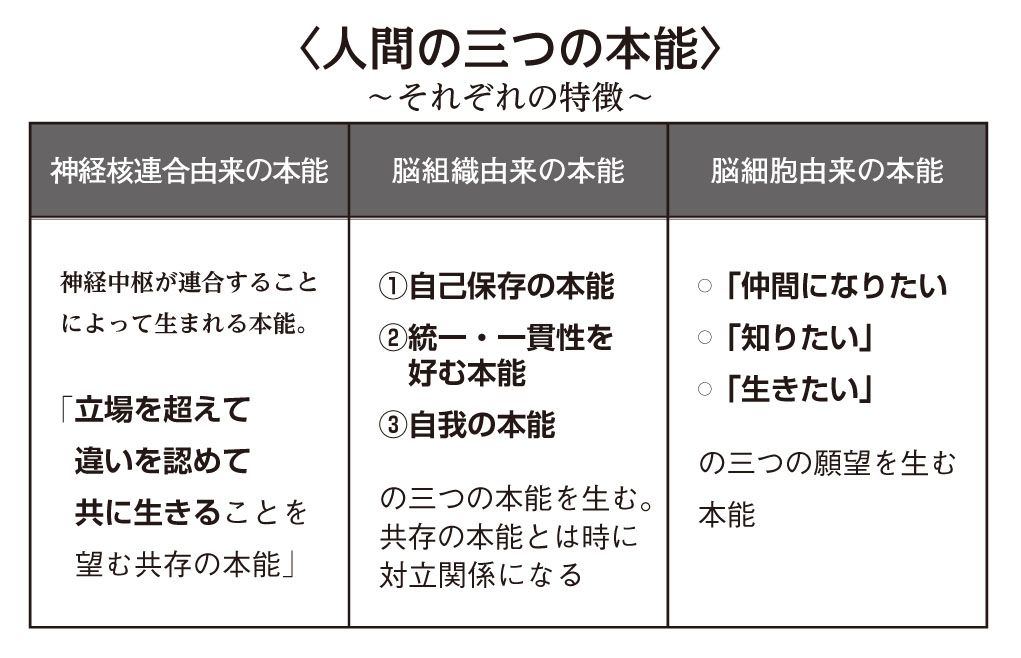 〈人間の三つの本能〉
～それぞれの特徴～
神経核連合由来の本能
神経中枢が連合すること
によって生まれる本能。
「立場を超えて
違いを認めて
共に生きることを
望む共存の本能」
脳組織由来の本能
①自己保存の本能
②統一・一貫性を
好む本能
③自我の本能
の三つの本能を生む。
共存の本能とは時に
対立関係になる
脳細胞由来の本能
○「仲間になりたい
○「知りたい」
○「生きたい」
の三つの願望を生む
本能